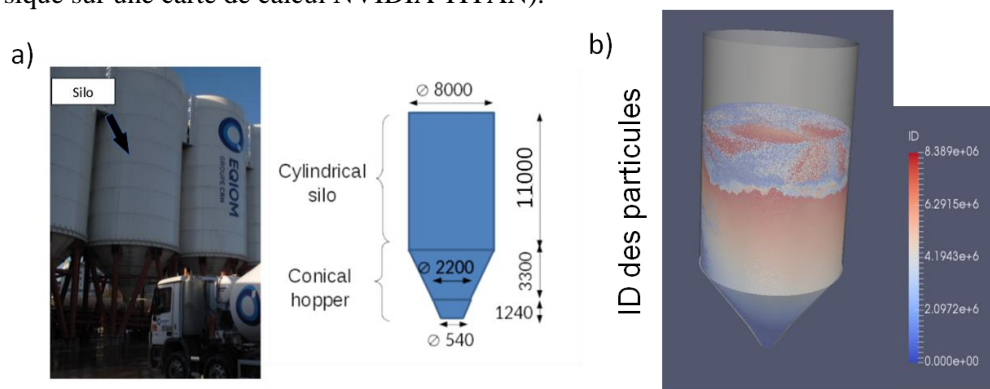 sique sur une carte de calcul NVIDIA TITAN).
a)
Silo
EQIOM
GROUPE CRH
⌀ 8000
Cylindrical
silo
11000
Conical
hopper
⌀ 2200
3300
1240
⌀ 540
b)
ID des particules
ID
8.389e+06
6.2915e+6
4.1943e+6
2.0972e+6
0.000e+00